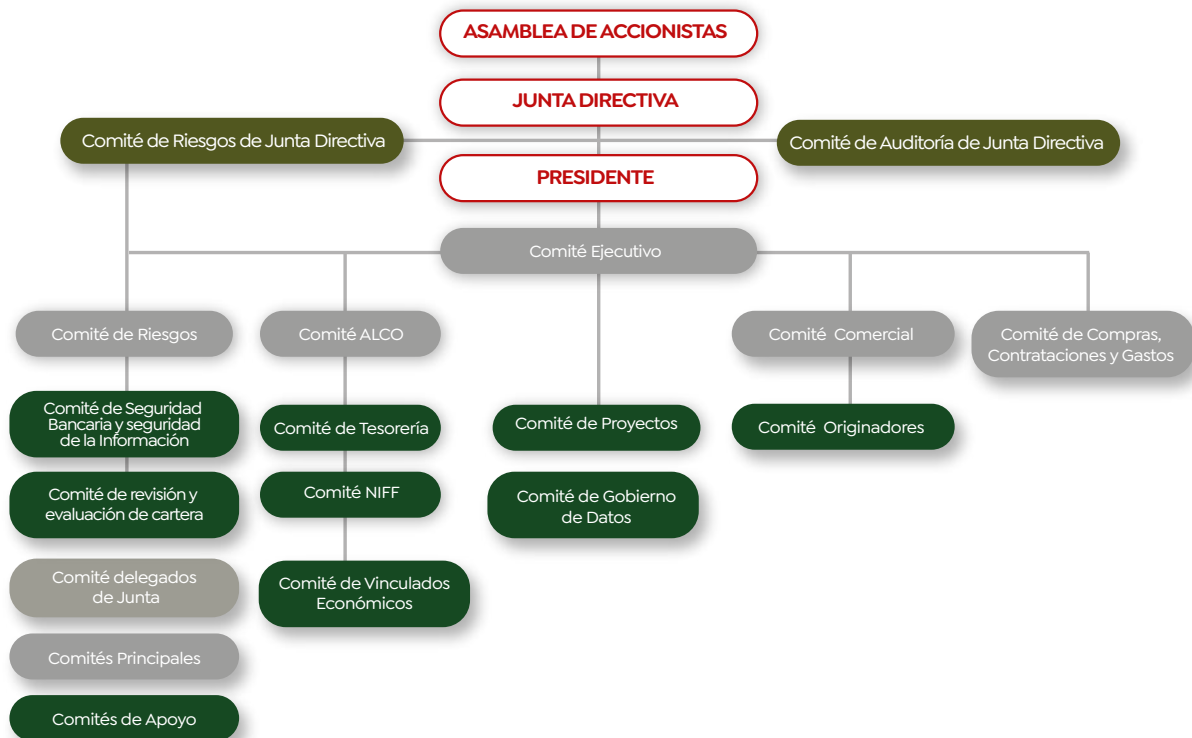 ASAMBLEA DE ACCIONISTAS
JUNTA DIRECTIVA
Comité de Riesgos de Junta Directiva
Comité de Auditoría de Junta Directiva
PRESIDENTE
Comité Ejecutivo
Comité de Riesgos
Comité ALCO
Comité Comercial
Comité de Compras,
Contrataciones y Gastos
Comité de Seguridad
Bancaria y seguridad
de la Información
Comité de Tesorería
Comité de Proyectos
Comité Originadores
Comité de revisión y
evaluación de cartera
Comité NIFF
Comité de Gobierno
de Datos
Comité delegados
de Junta
Comité de Vinculados
Económicos
Comités Principales
Comités de Apoyo